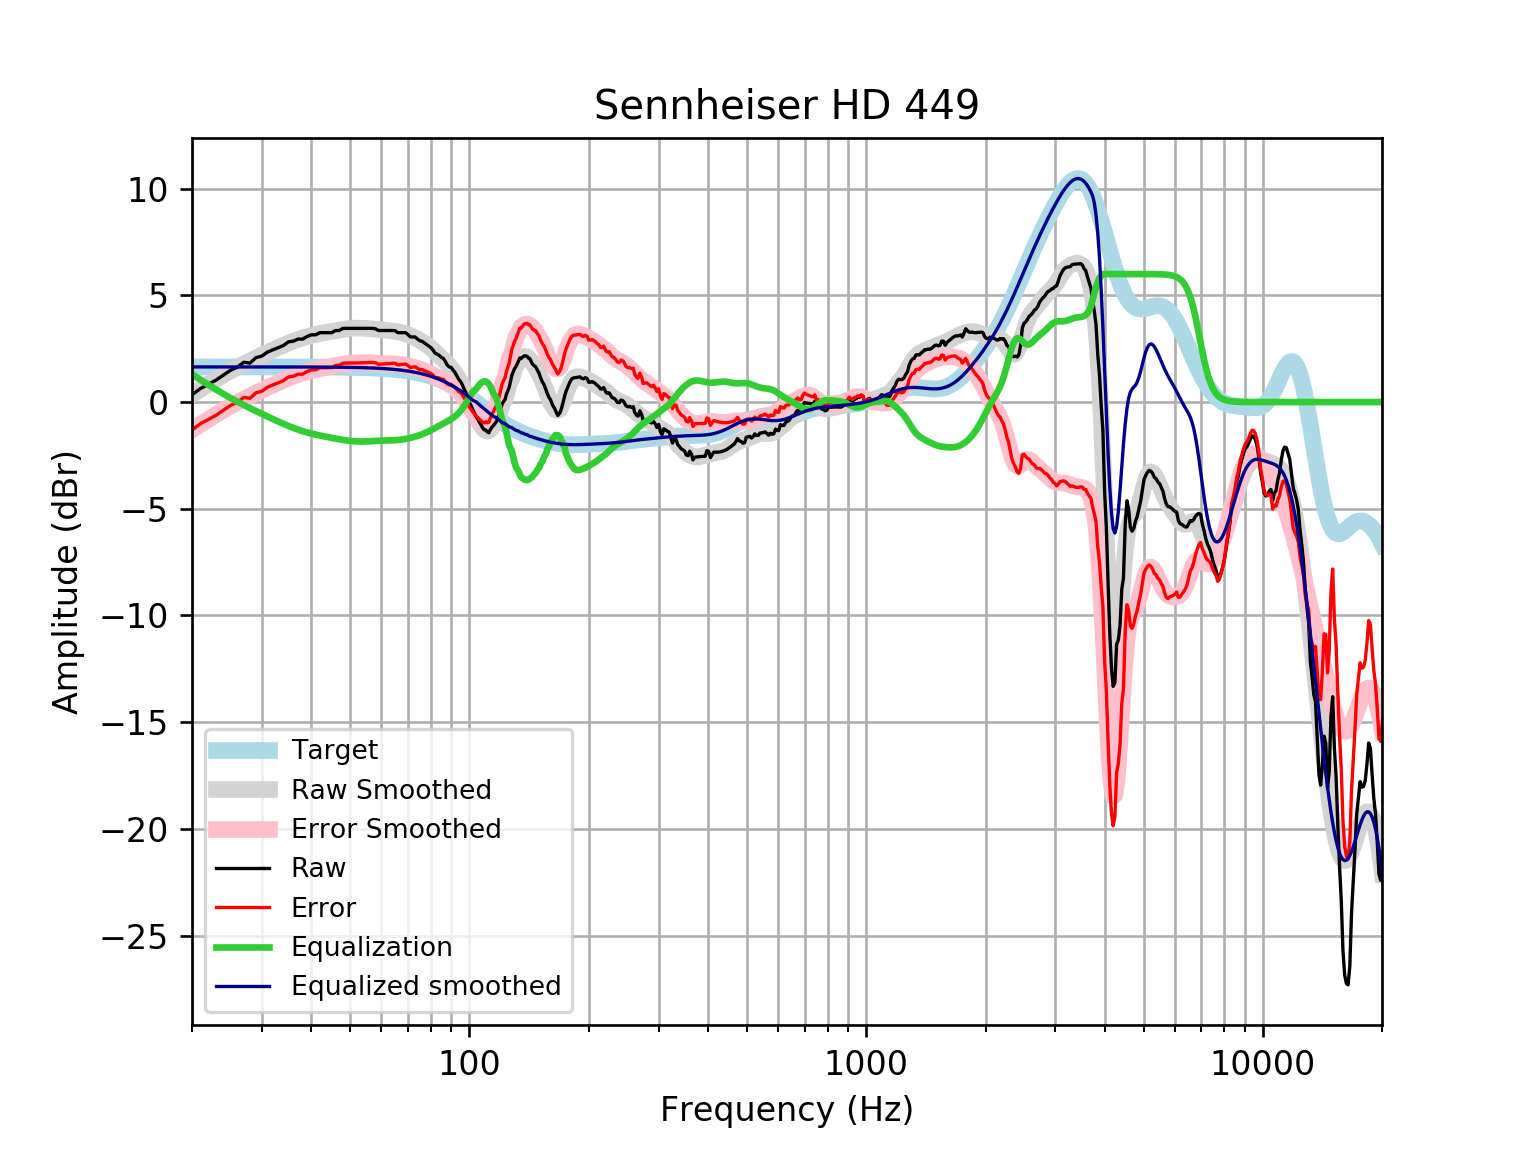 Sennheiser HD 449
10
5
0
−5
−10
−15
−20
−25
Amplitude (dBr)
Target
Raw Smoothed
Error Smoothed
Raw
Error
Equalization
Equalized smoothed
100
1000
10000
Frequency (Hz)